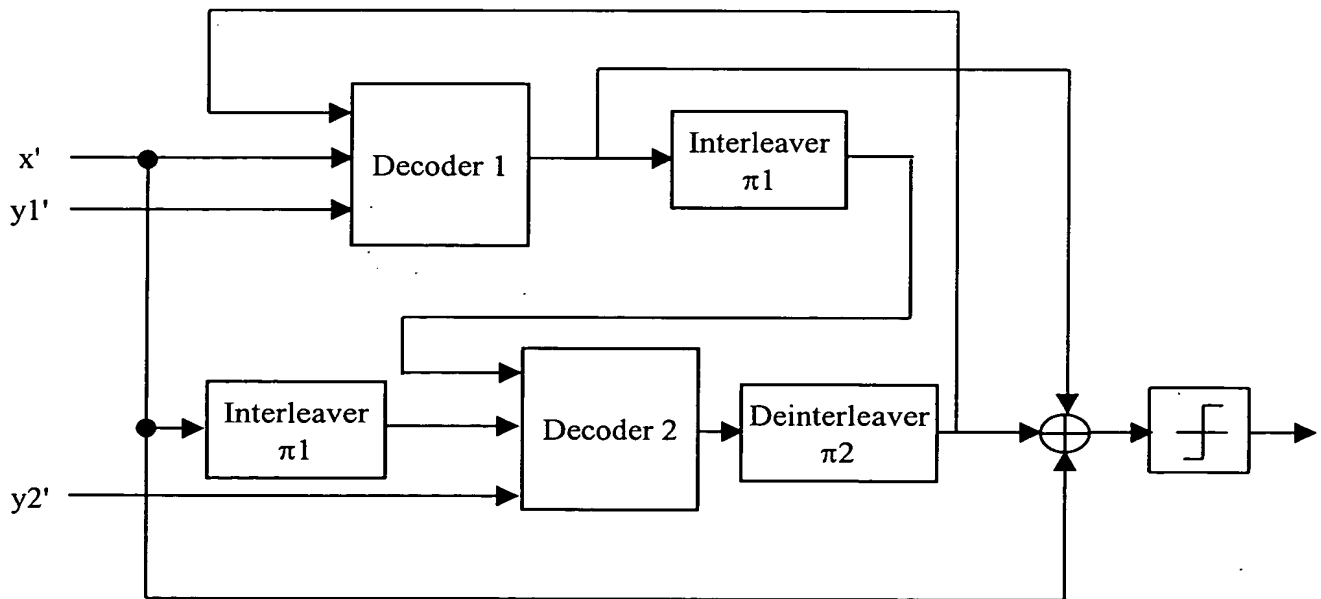 x'
y1'
Decoder 1
Interleaver
π1
Interleaver
π1
Decoder 2
Deinterleaver
π2
y2'